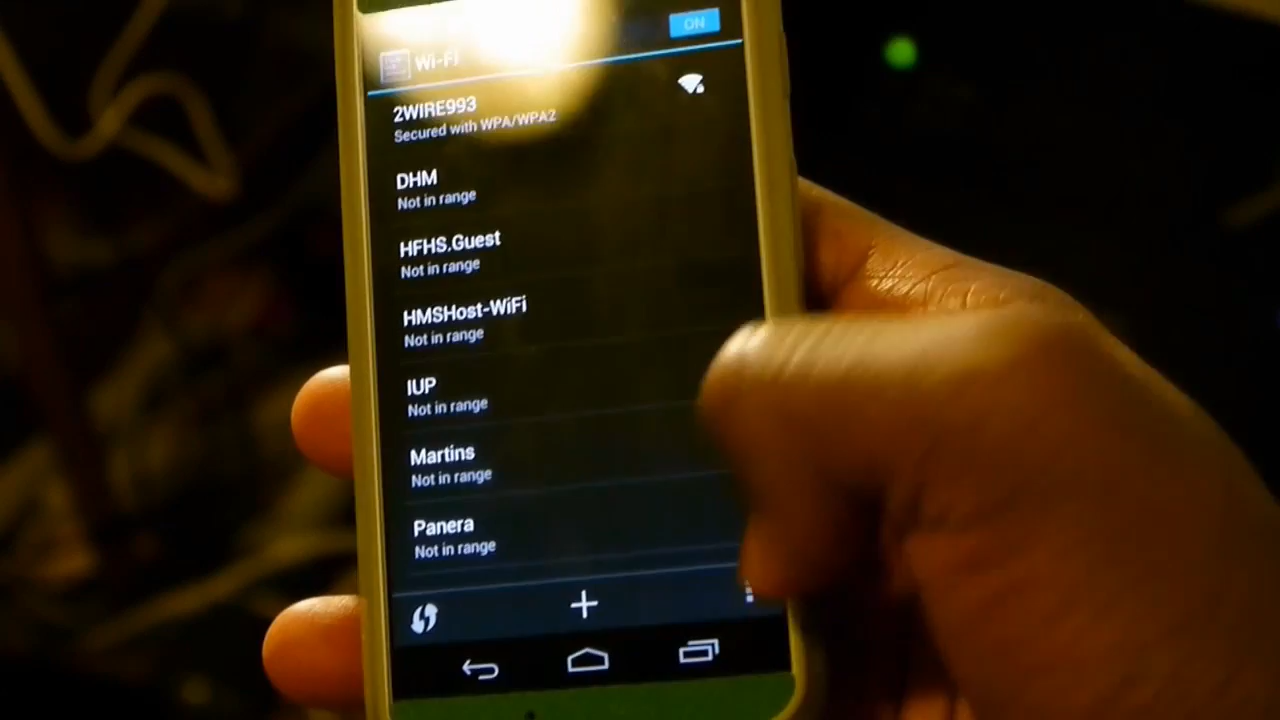 ON
Wi-Fi
2WIRE993
Secured with WPA/WPA2
DHM
Not in range
HFHS.Guest
Not in range
HMSHost-WiFi
Not in range
IUP
Not in range
Martins
Not in range
Panera
Not in range